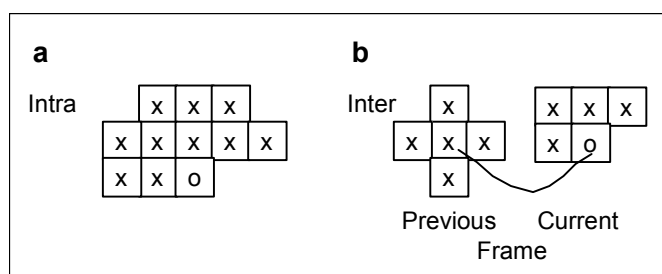 a
Intra
x x x
x x x x x
x x o
b
Inter
x
x x x
x
x x x
x o
Previous Current
Frame